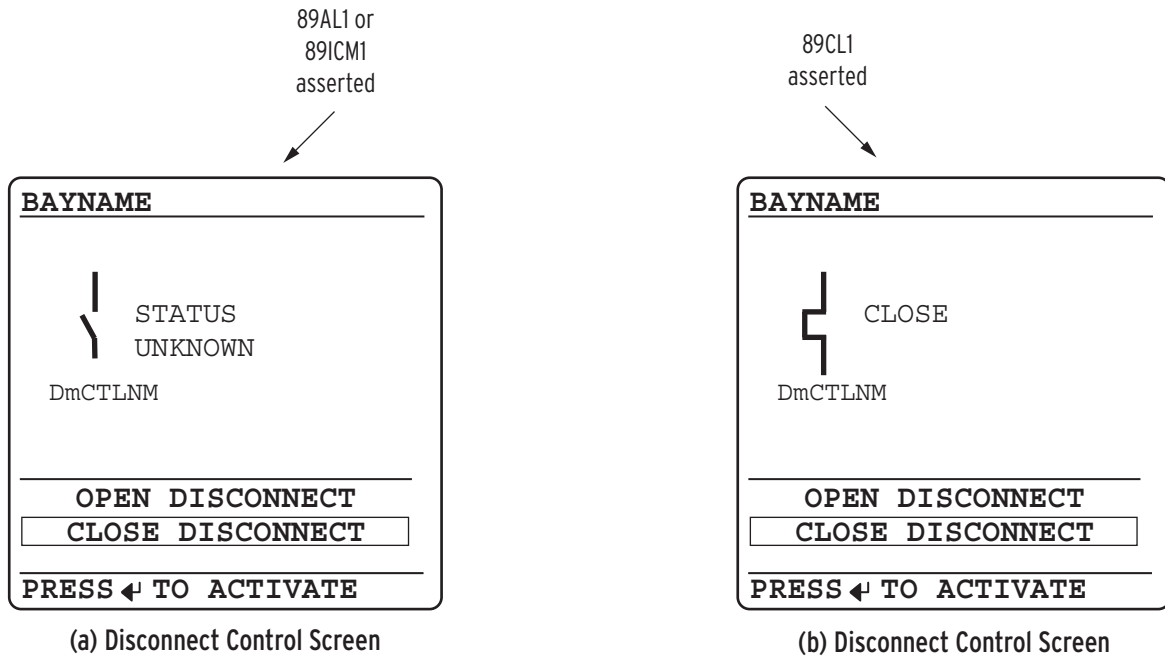 89AL1 or
89ICM1
asserted
BAYNAME
STATUS
UNKNOWN
DmCTLNM
OPEN DISCONNECT
CLOSE DISCONNECT
PRESS ↵ TO ACTIVATE
(a) Disconnect Control Screen
89CL1
asserted
BAYNAME
CLOSE
DmCTLNM
OPEN DISCONNECT
CLOSE DISCONNECT
PRESS ↵ TO ACTIVATE
(b) Disconnect Control Screen